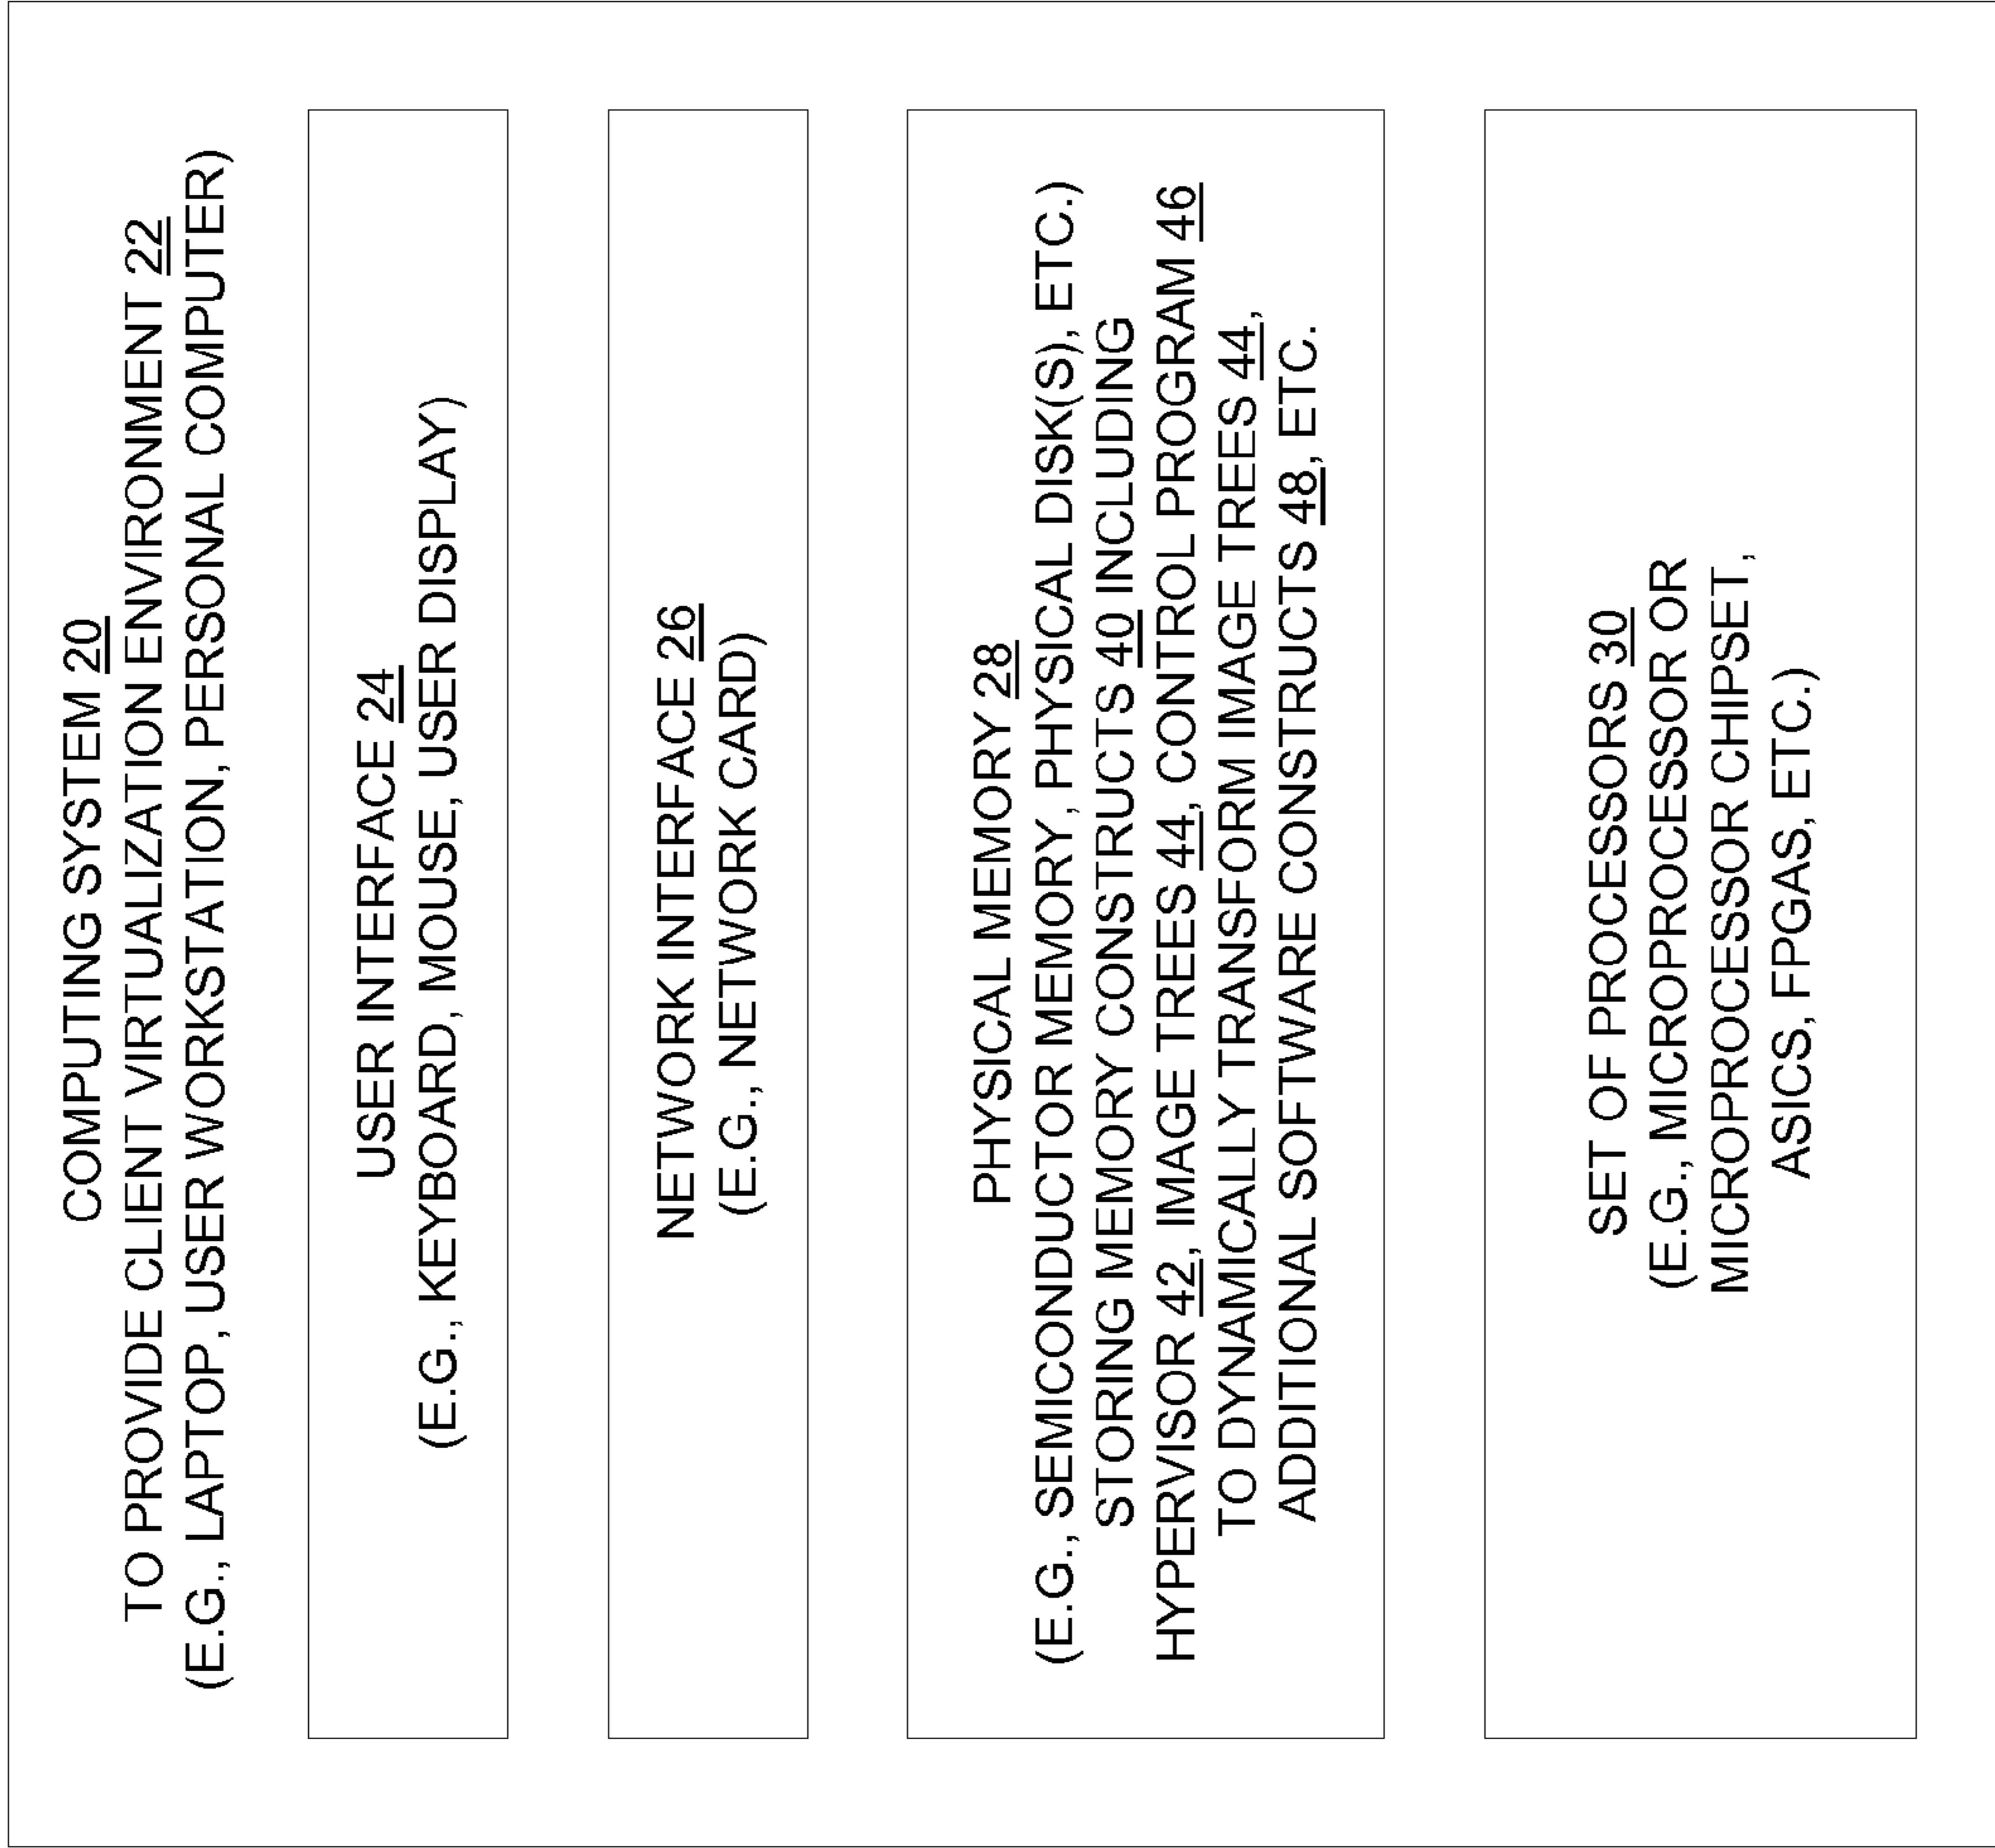 COMPUTING SYSTEM 20
TO PROVIDE CLIENT VIRTUALIZATION ENVIRONMENT 22
(E.G., LAPTOP, USER WORKSTATION, PERSONAL COMPUTER)
USER INTERFACE 24
(E.G., KEYBOARD, MOUSE, USER DISPLAY)
NETWORK INTERFACE 26
(E.G., NETWORK CARD)
PHYSICAL MEMORY 28
(E.G., SEMICONDUCTOR MEMORY, PHYSICAL DISK(S), ETC.)
STORING MEMORY CONSTRUCTS 40 INCLUDING
HYPERVISOR 42, IMAGE TREES 44, CONTROL PROGRAM 46
TO DYNAMICALLY TRANSFORM IMAGE TREES 44,
ADDITIONAL SOFTWARE CONSTRUCTS 48, ETC.
SET OF PROCESSORS 30
(E.G., MICROPROCESSOR OR
MICROPROCESSOR CHIPSET,
ASICS, FPGAS, ETC.)